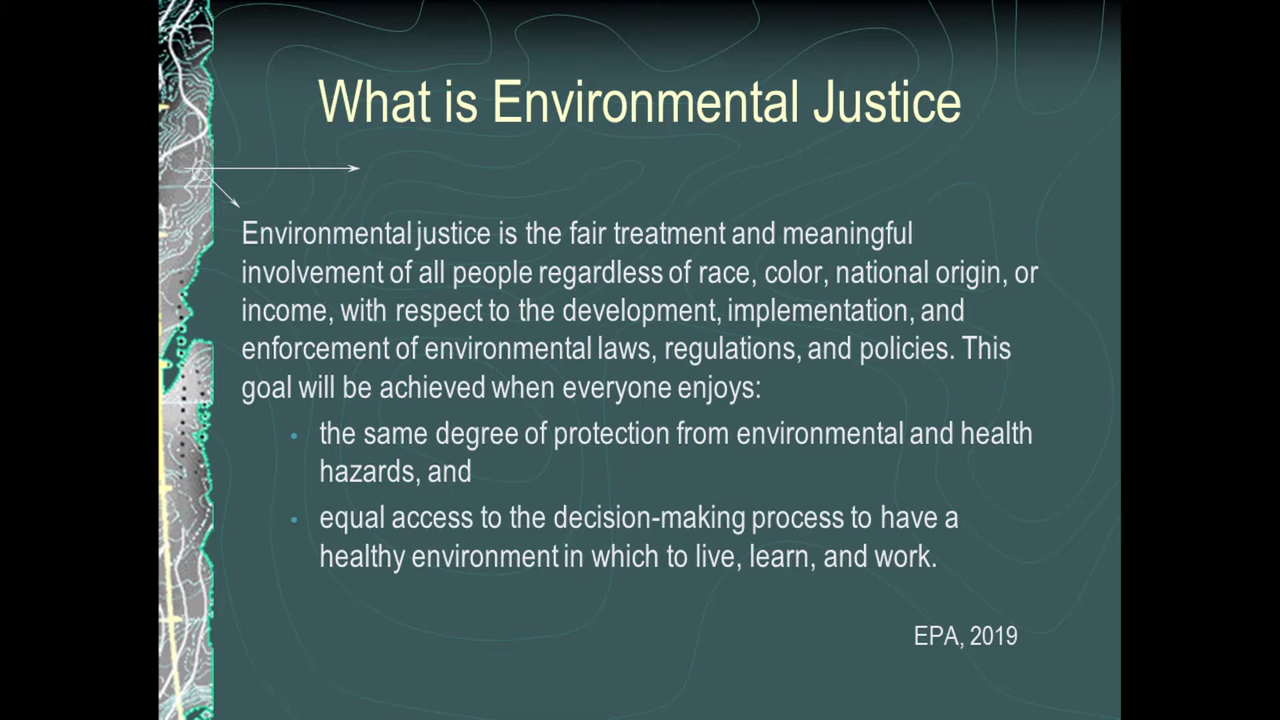 What is Environmental Justice
Environmental justice is the fair treatment and meaningful
involvement of all people regardless of race, color, national origin, or
income, with respect to the development, implementation, and
enforcement of environmental laws, regulations, and policies. This
goal will be achieved when everyone enjoys:
• the same degree of protection from environmental and health
hazards, and
• equal access to the decision-making process to have a
healthy environment in which to live, learn, and work.
EPA, 2019